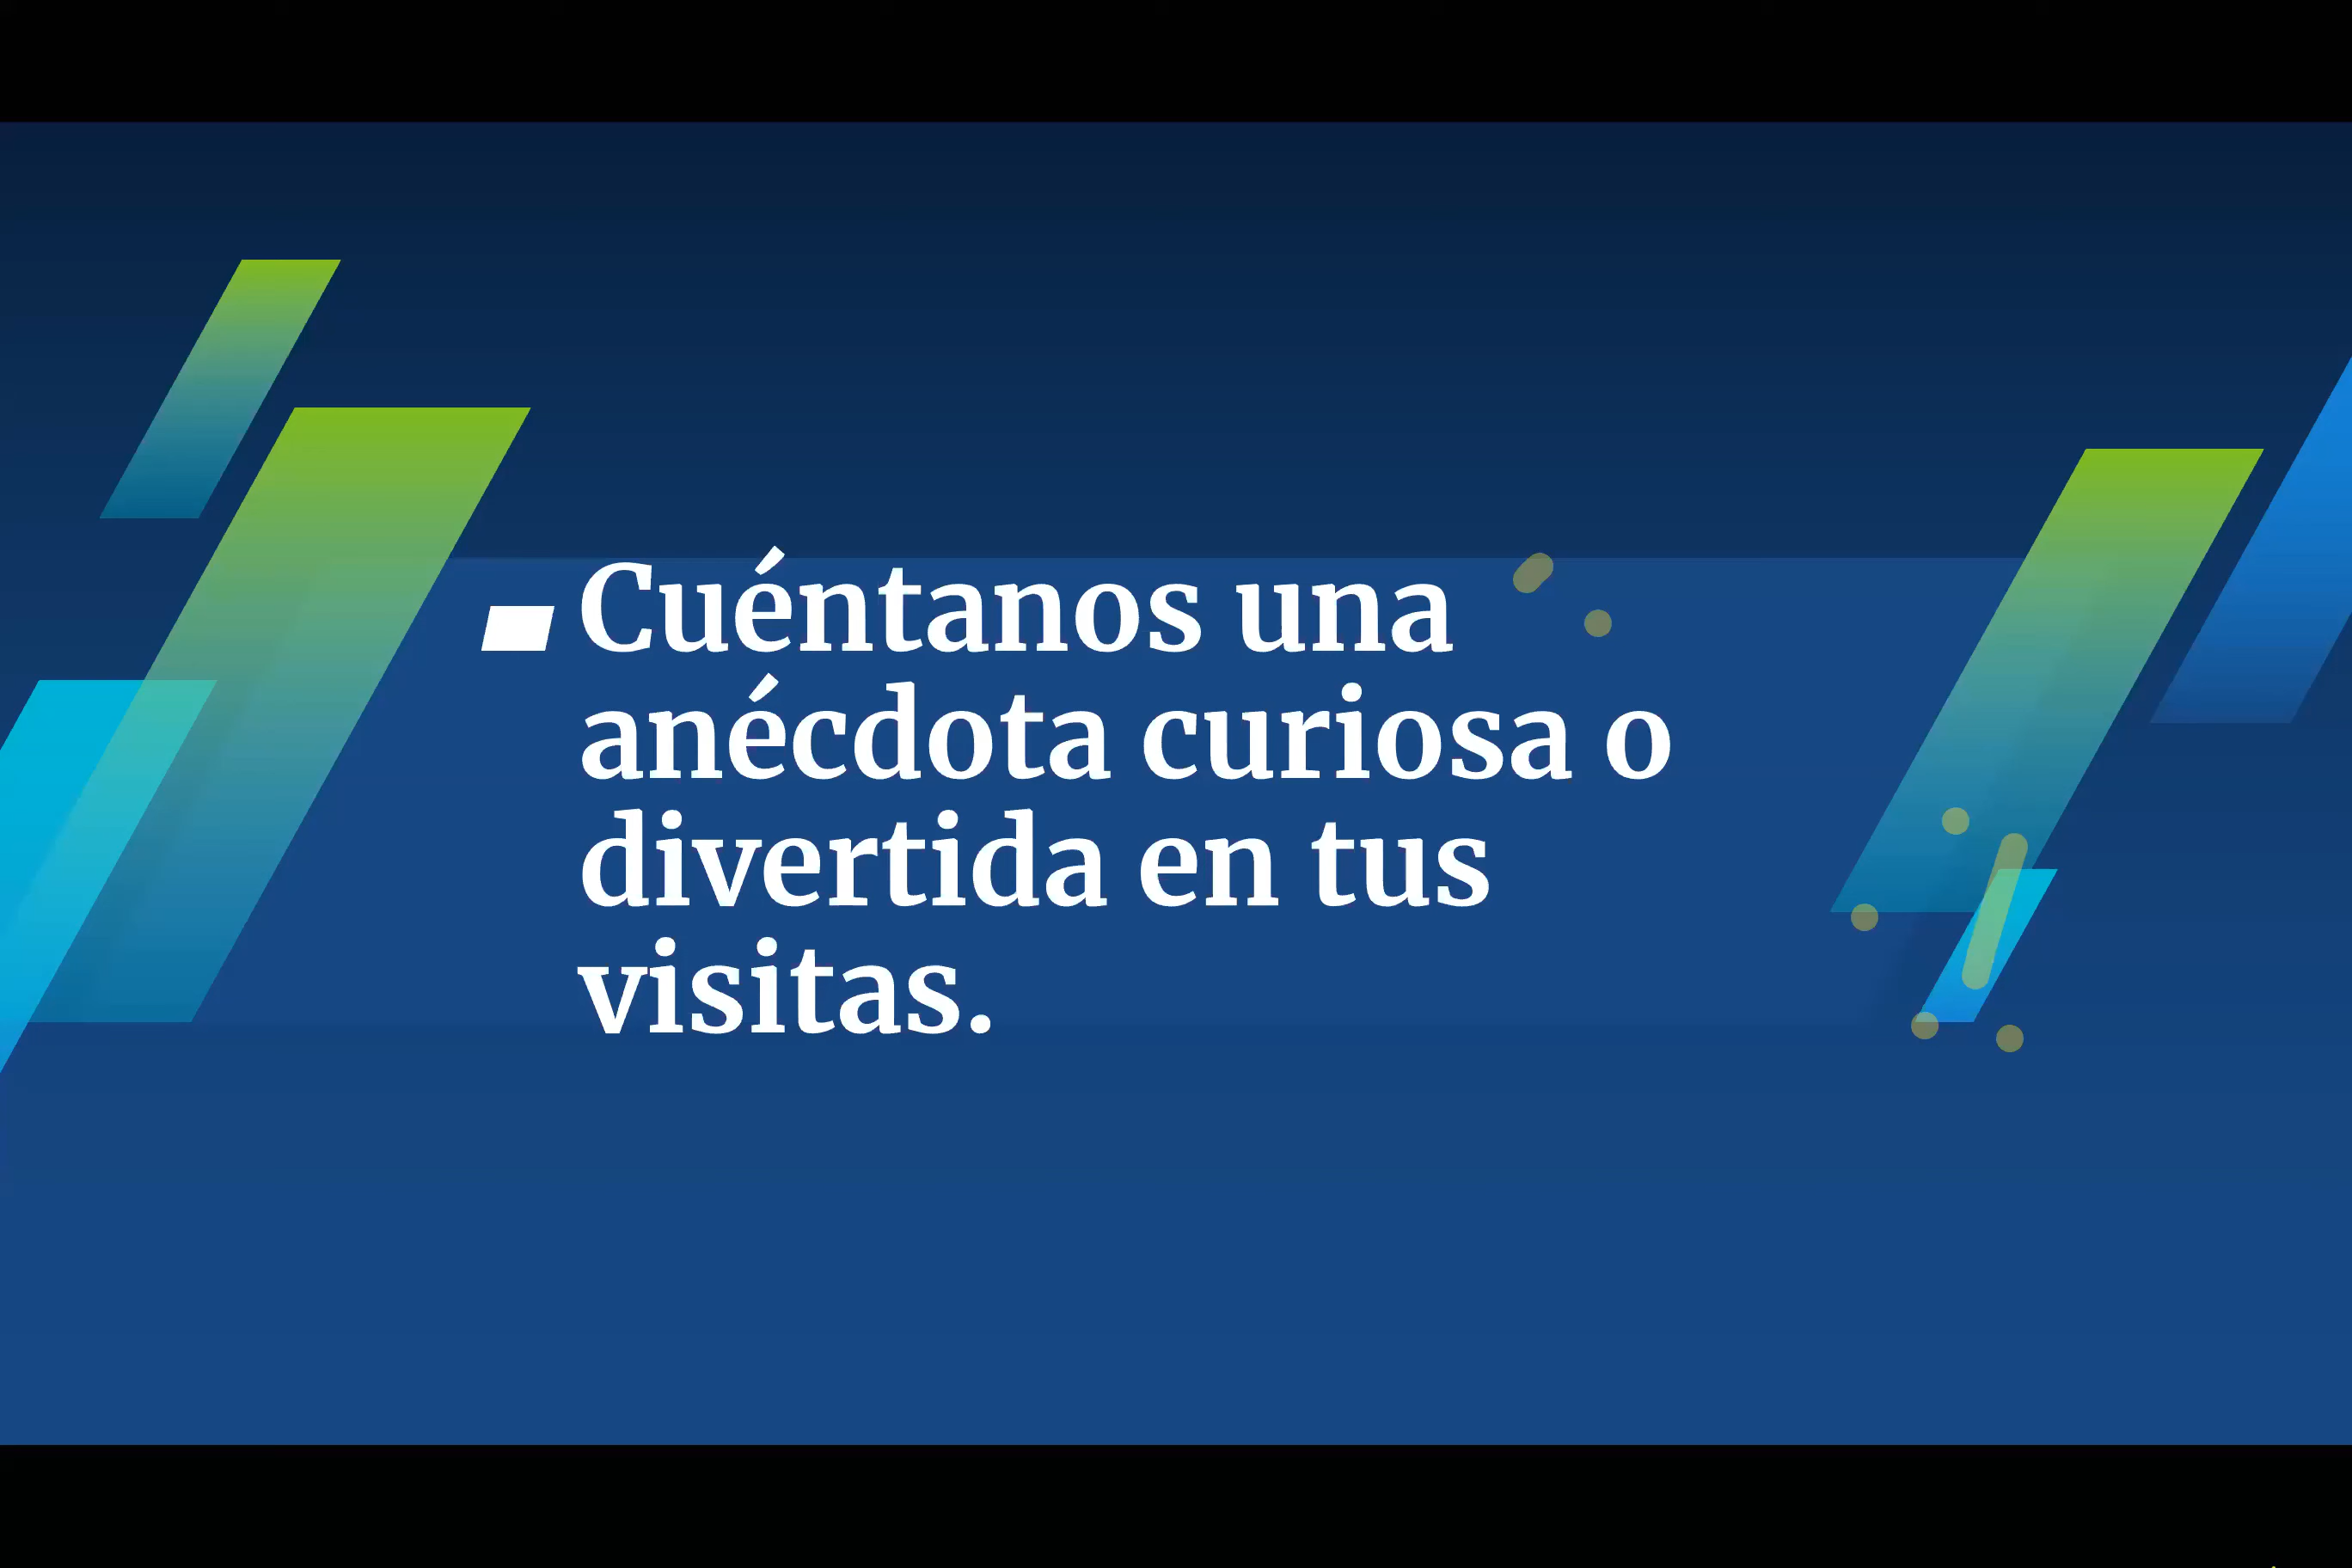 Cuéntanos una
anécdota curiosa o
divertida en tus
visitas.